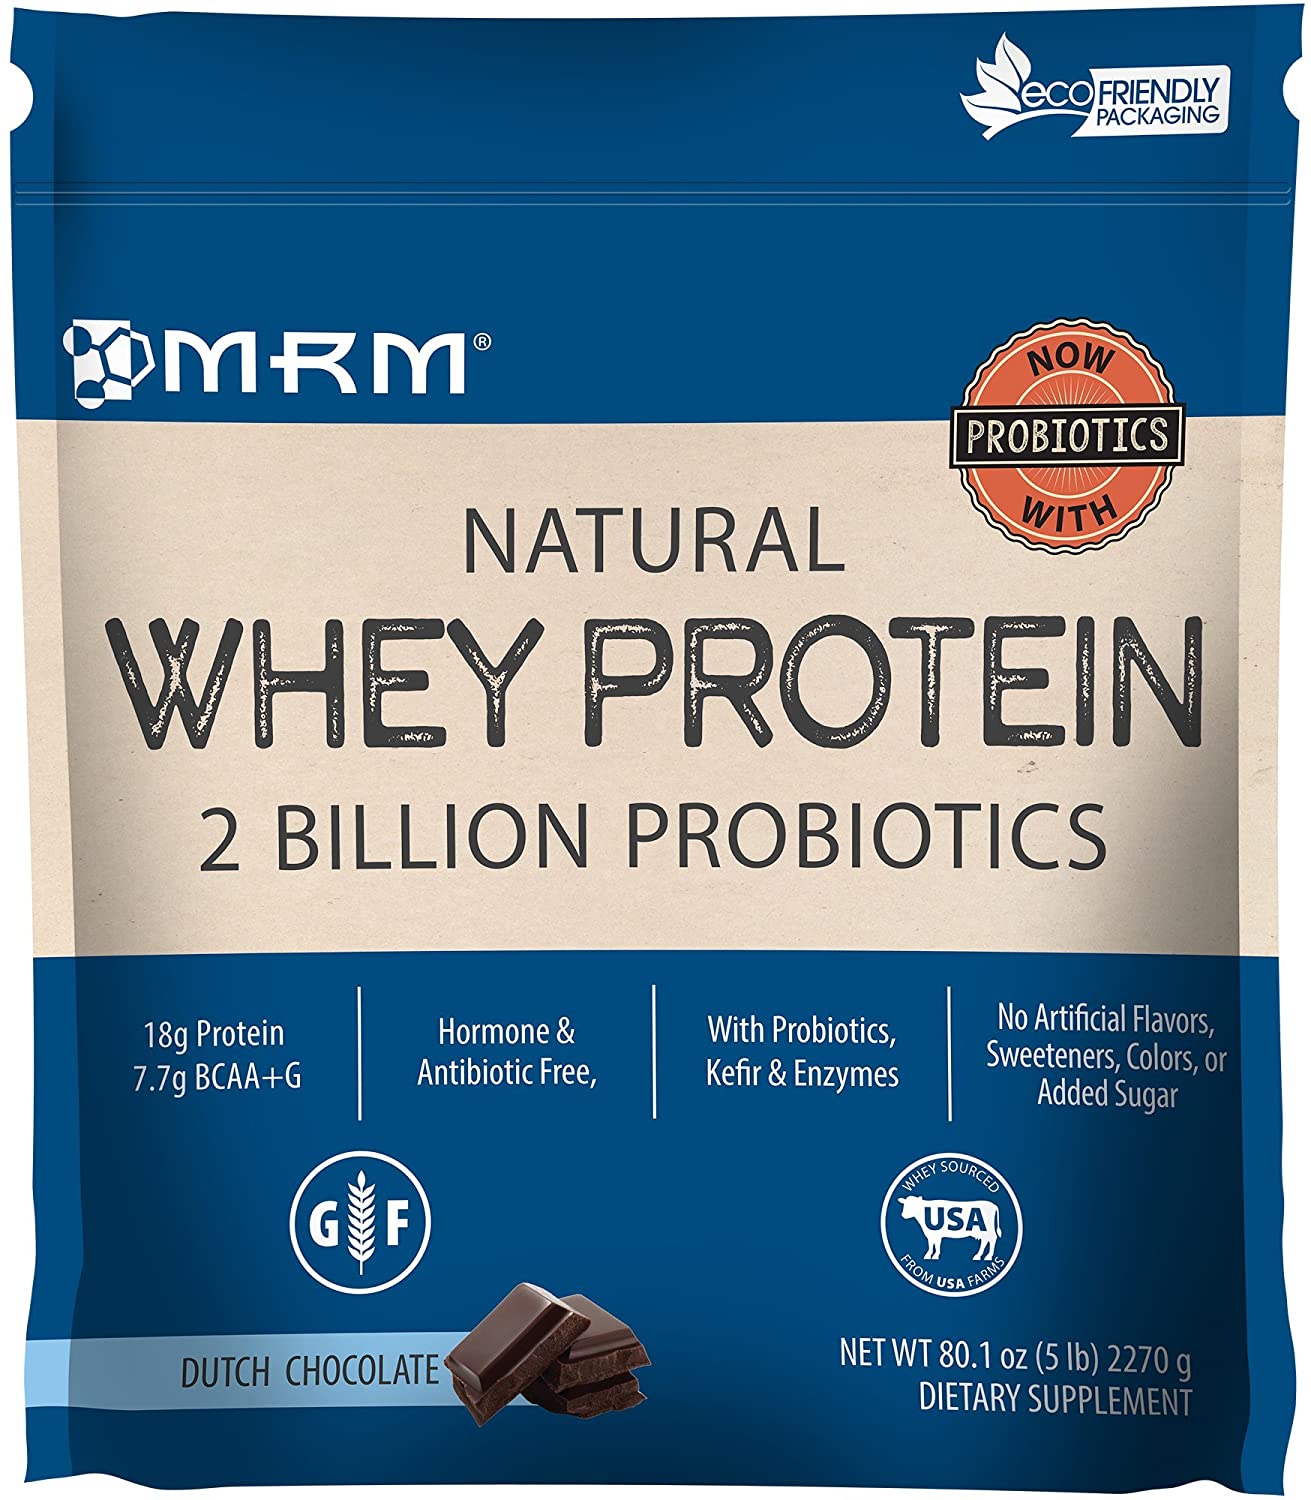 eco FRIENDLY
PACKAGING
MRM®
NOW
PROBIOTICS
WITH
NATURAL
WHEY PROTEIN
2 BILLION PROBIOTICS
18g Protein
7.7g BCAA+G
Hormone &
Antibiotic Free,
With Probiotics,
Kefir & Enzymes
No Artificial Flavors,
Sweeteners, Colors, or
Added Sugar
G F
WHEY SOURCED
USA
FROM USA FARMS
DUTCH CHOCOLATE
NET WT 80.1 oz (5 lb) 2270 g
DIETARY SUPPLEMENT